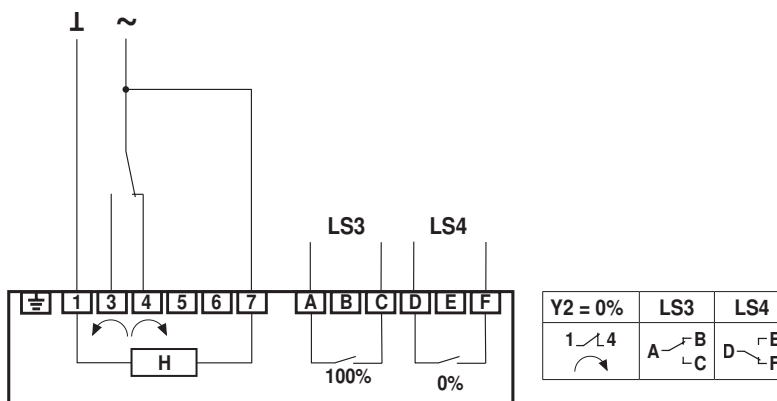 ⊥ ~
LS3 LS4
1 3 4 5 6 7 A B C D E F
H
100% 0%
Y2 = 0% LS3 LS4
1 4 A B C D E F